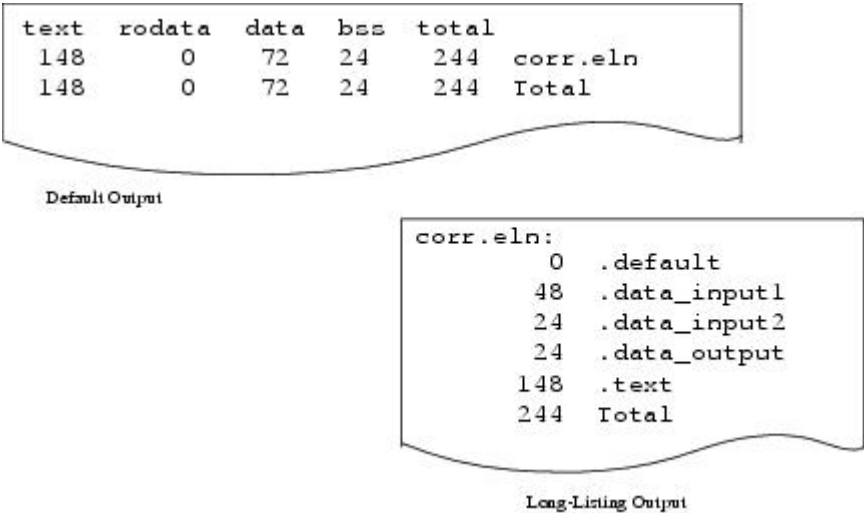 text rodata data bss total
148 0 72 24 244 corr.eln
148 0 72 24 244 Total
Default Output
corr.eln:
0 .default
48 .data_input1
24 .data_input2
24 .data_output
148 .text
244 Total
Long-Listing Output